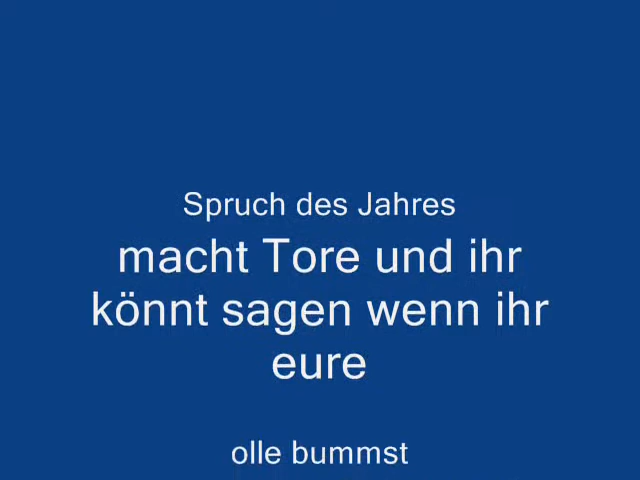 Spruch des Jahres
macht Tore und ihr
könnt sagen wenn ihr
eure
olle bummst